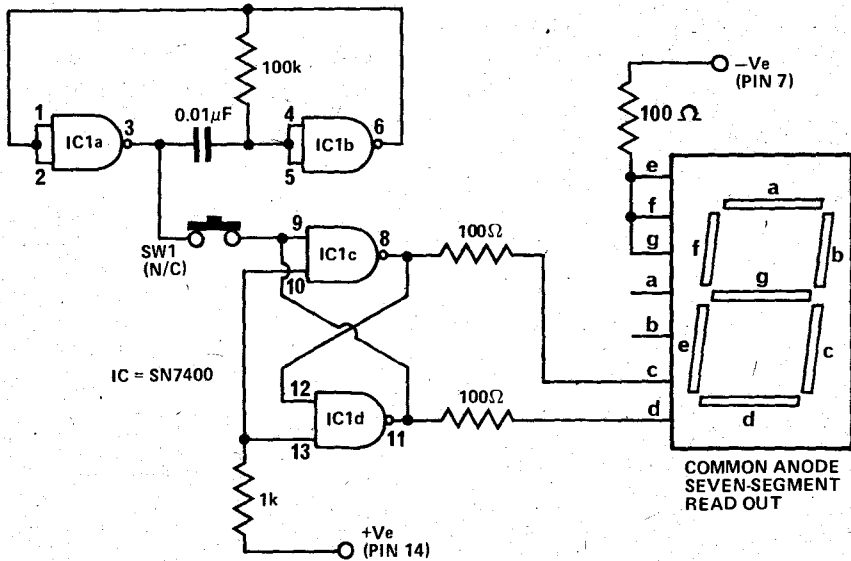 100k
0.01µF
1
2
IC1a
3
4
5
IC1b
6
−Ve
(PIN 7)
100 Ω
SW1
(N/C)
9
10
IC1c
8
100Ω
IC = SN7400
12
13
IC1d
11
100Ω
1k
+Ve
(PIN 14)
e
f
g
a
b
c
d
a
f
b
g
e
c
d
COMMON ANODE
SEVEN-SEGMENT
READ OUT